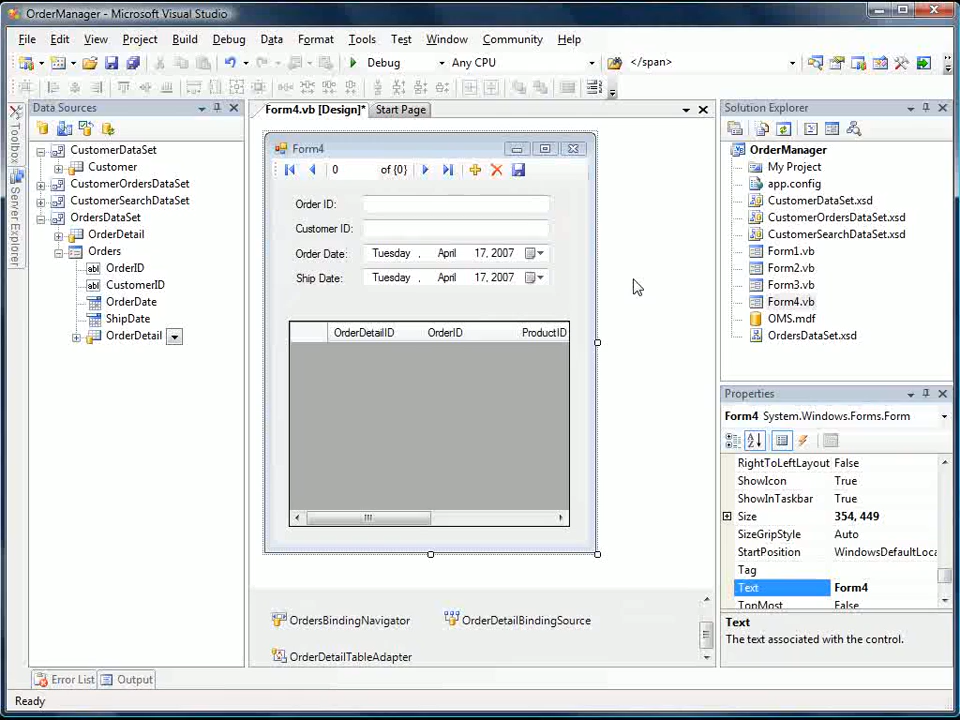 OrderManager - Microsoft Visual Studio
File Edit View Project Build Debug Data Format Tools Test Window Community Help
Debug Any CPU </span>
Data Sources
CustomerDataSet
Customer
CustomerOrdersDataSet
CustomerSearchDataSet
OrdersDataSet
OrderDetail
Orders
OrderID
CustomerID
OrderDate
ShipDate
OrderDetail
Toolbox
Server Explorer
Form4.vb [Design]* Start Page
Form4
0 of {0}
Order ID:
Customer ID:
Order Date: Tuesday , April 17, 2007
Ship Date: Tuesday , April 17, 2007
OrderDetailID OrderID ProductID
OrdersBindingNavigator OrderDetailBindingSource
OrderDetailTableAdapter
Solution Explorer
OrderManager
My Project
app.config
CustomerDataSet.xsd
CustomerOrdersDataSet.xsd
CustomerSearchDataSet.xsd
Form1.vb
Form2.vb
Form3.vb
Form4.vb
OMS.mdf
OrdersDataSet.xsd
Properties
Form4 System.Windows.Forms.Form
RightToLeftLayout False
ShowIcon True
ShowInTaskbar True
Size 354, 449
SizeGripStyle Auto
StartPosition WindowsDefaultLoca
Tag
Text Form4
TopMost False
Text
The text associated with the control.
Error List Output
Ready